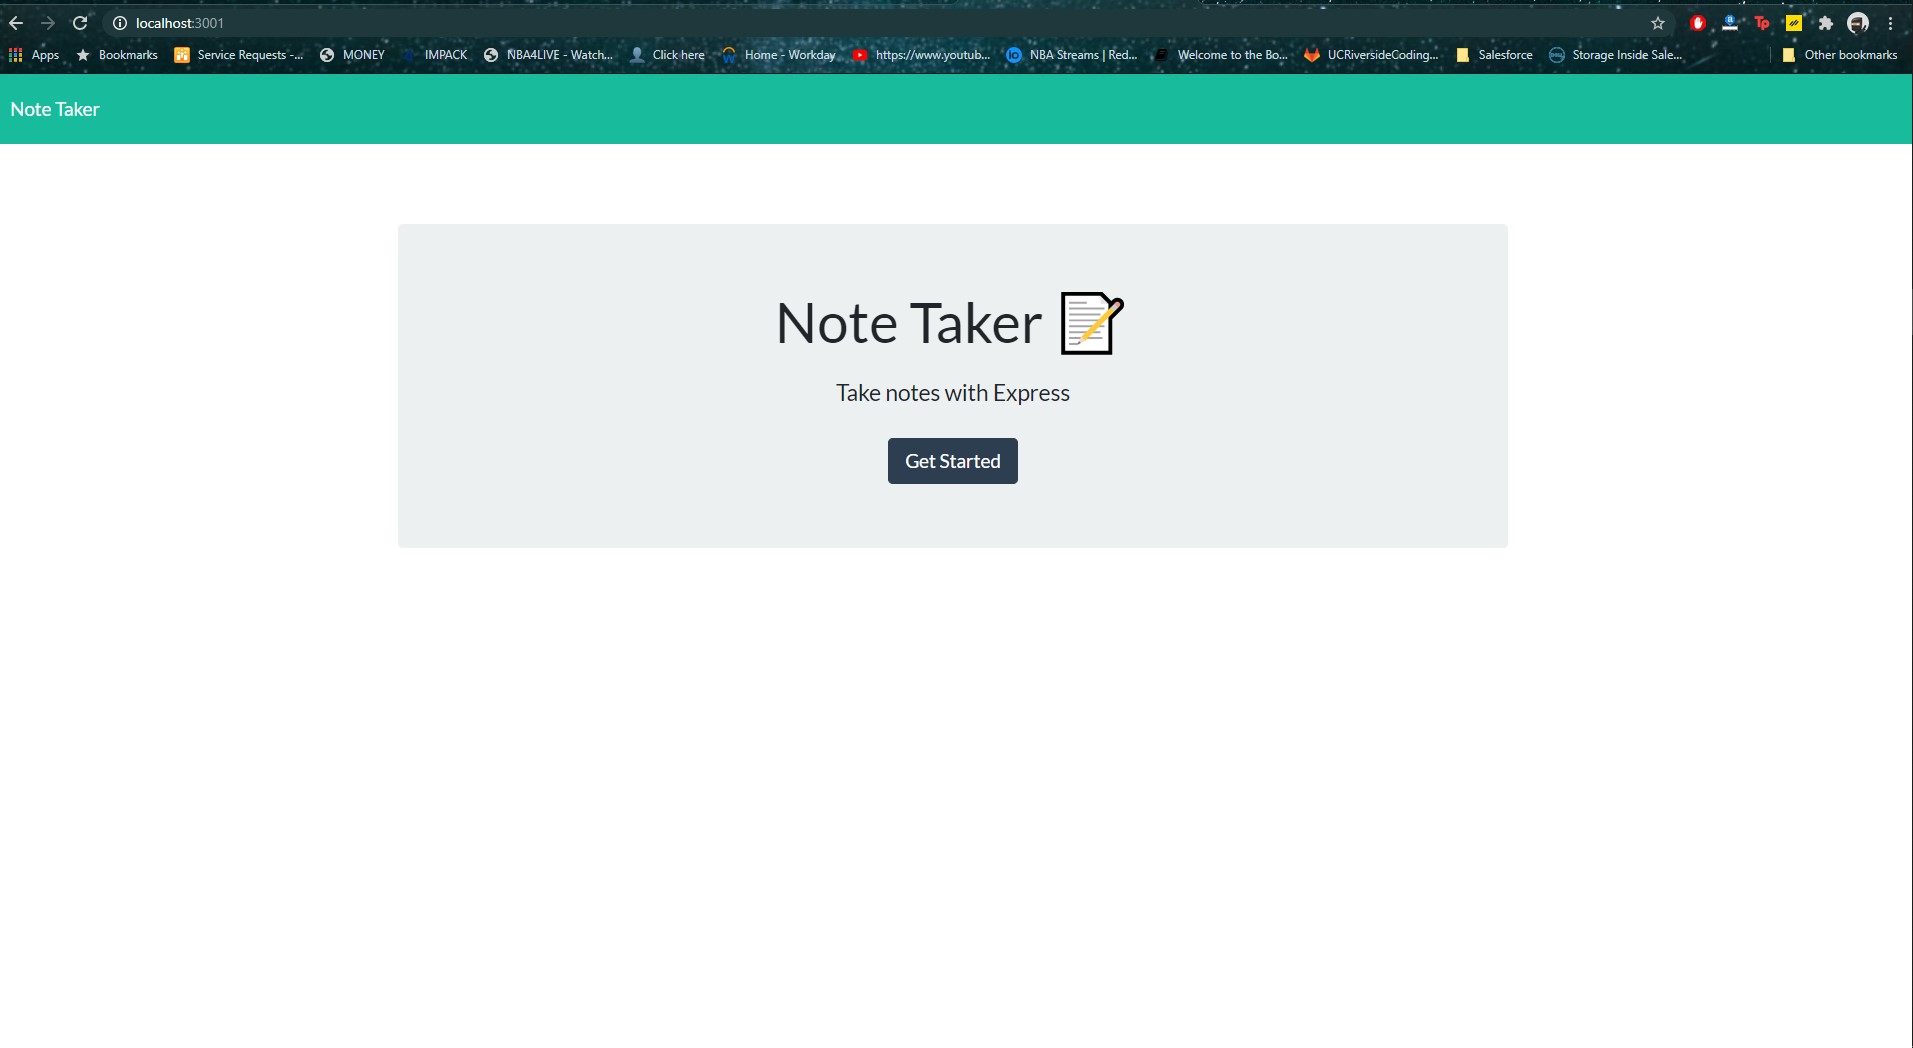 localhost:3001
Apps Bookmarks Service Requests -... MONEY IMPACK NBA4LIVE - Watch... Click here Home - Workday https://www.youtub... NBA Streams | Red... Welcome to the Bo... UCRiversideCoding... Salesforce Storage Inside Sale... Other bookmarks
Note Taker
Note Taker
Take notes with Express
Get Started